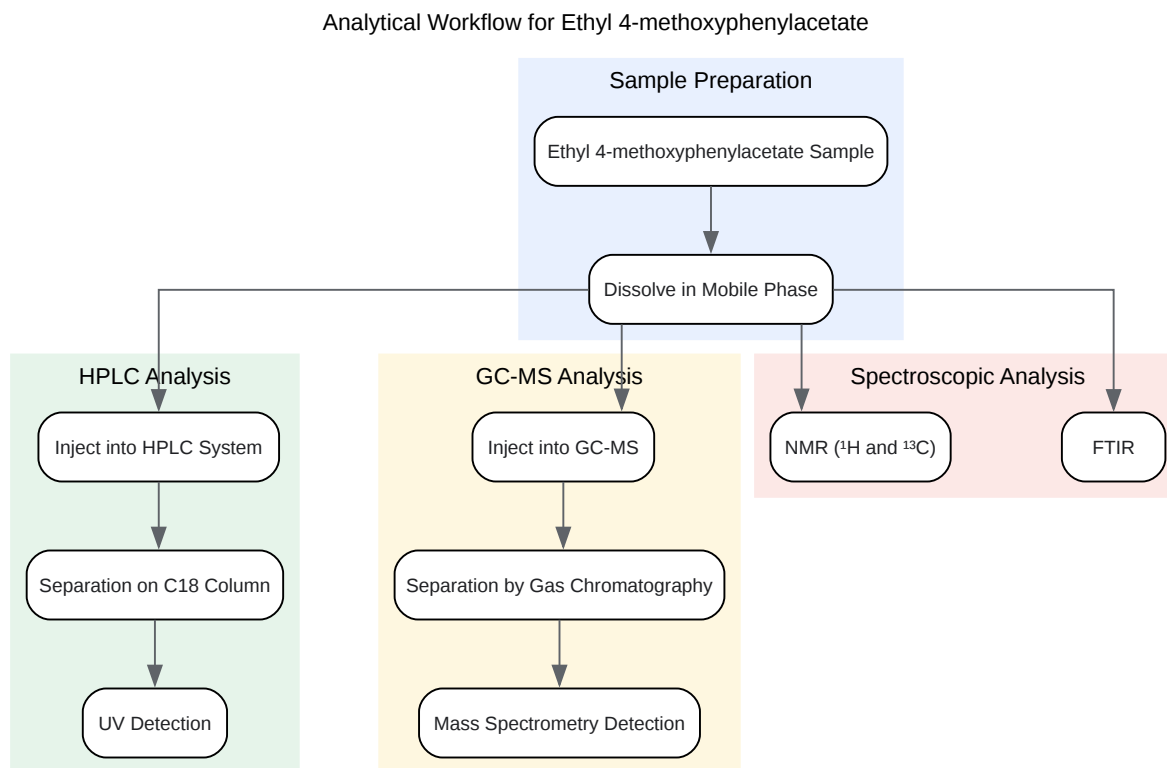 Analytical Workflow for Ethyl 4-methoxyphenylacetate
Sample Preparation
Ethyl 4-methoxyphenylacetate Sample
Dissolve in Mobile Phase
HPLC Analysis
Inject into HPLC System
Separation on C18 Column
UV Detection
GC-MS Analysis
Inject into GC-MS
Separation by Gas Chromatography
Mass Spectrometry Detection
Spectroscopic Analysis
NMR (¹H and ¹³C)
FTIR